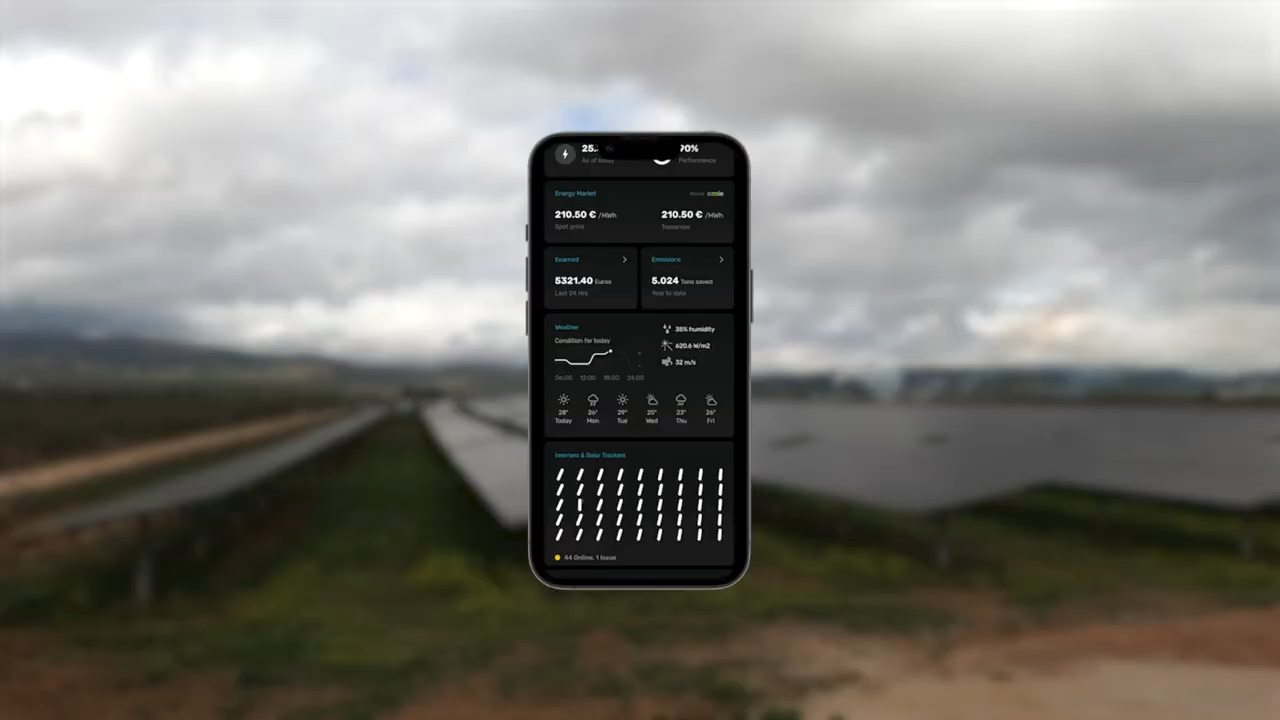 25..
90%
As of today
Performance
Energy Market
omie
210.50 € /MWh
210.50 € /MWh
Spot price
Tomorrow
Earned
Emissions
5321.40 Euros
5.024 Tons saved
Last 24 Hrs
Year to date
Weather
35% humidity
Condition for today
620.6 W/m2
32 m/s
06:00 12:00 18:00 24:00
28° 26° 29° 25° 23° 26°
Today Mon Tue Wed Thu Fri
Inverters & Solar Trackers
44 Online, 1 Issue